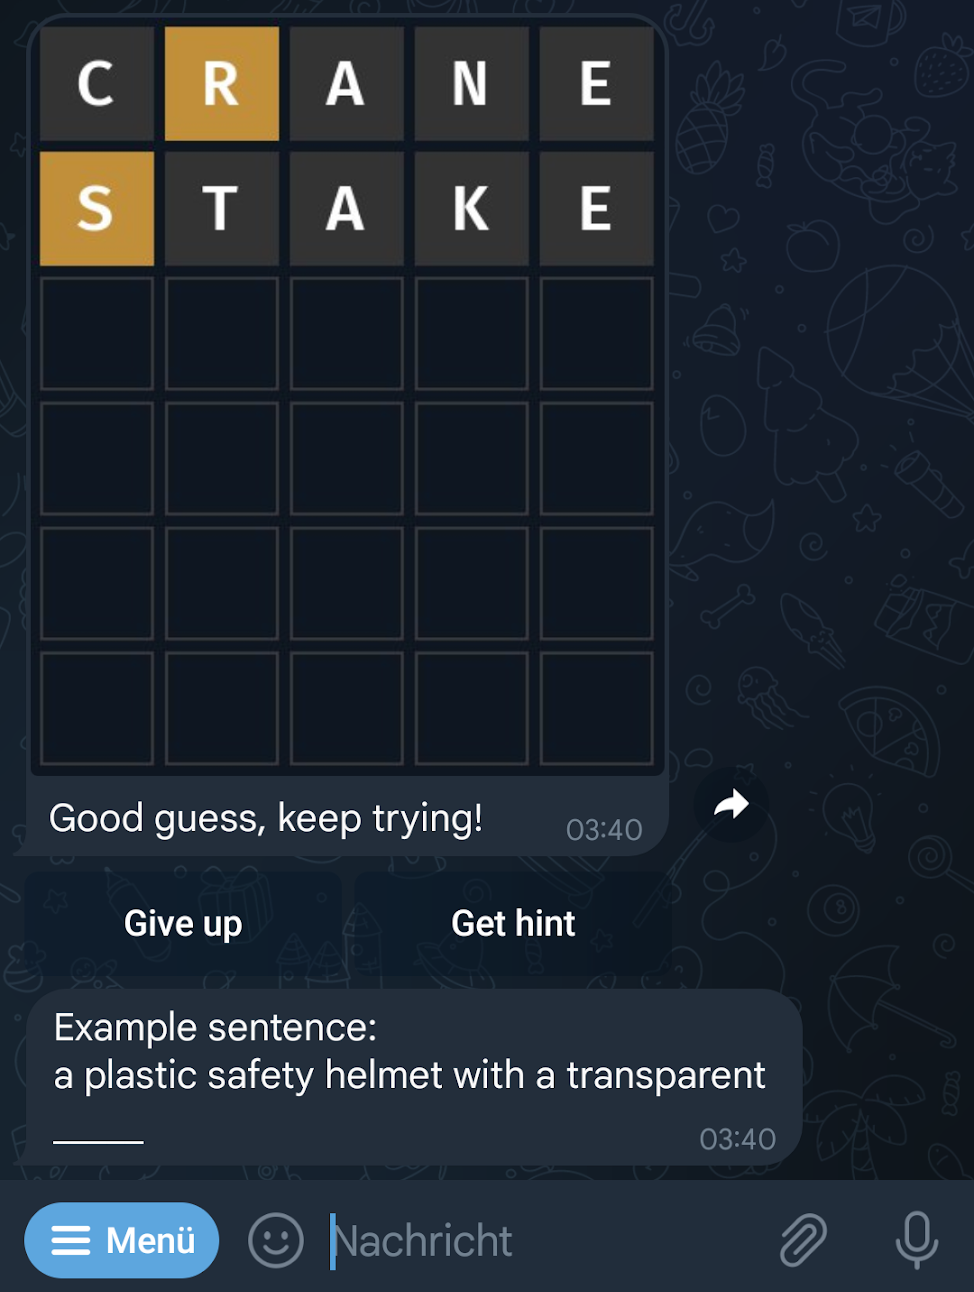 C R A N E
S T A K E
Good guess, keep trying!
03:40
Give up
Get hint
Example sentence:
a plastic safety helmet with a transparent
_____
03:40
Menü
Nachricht